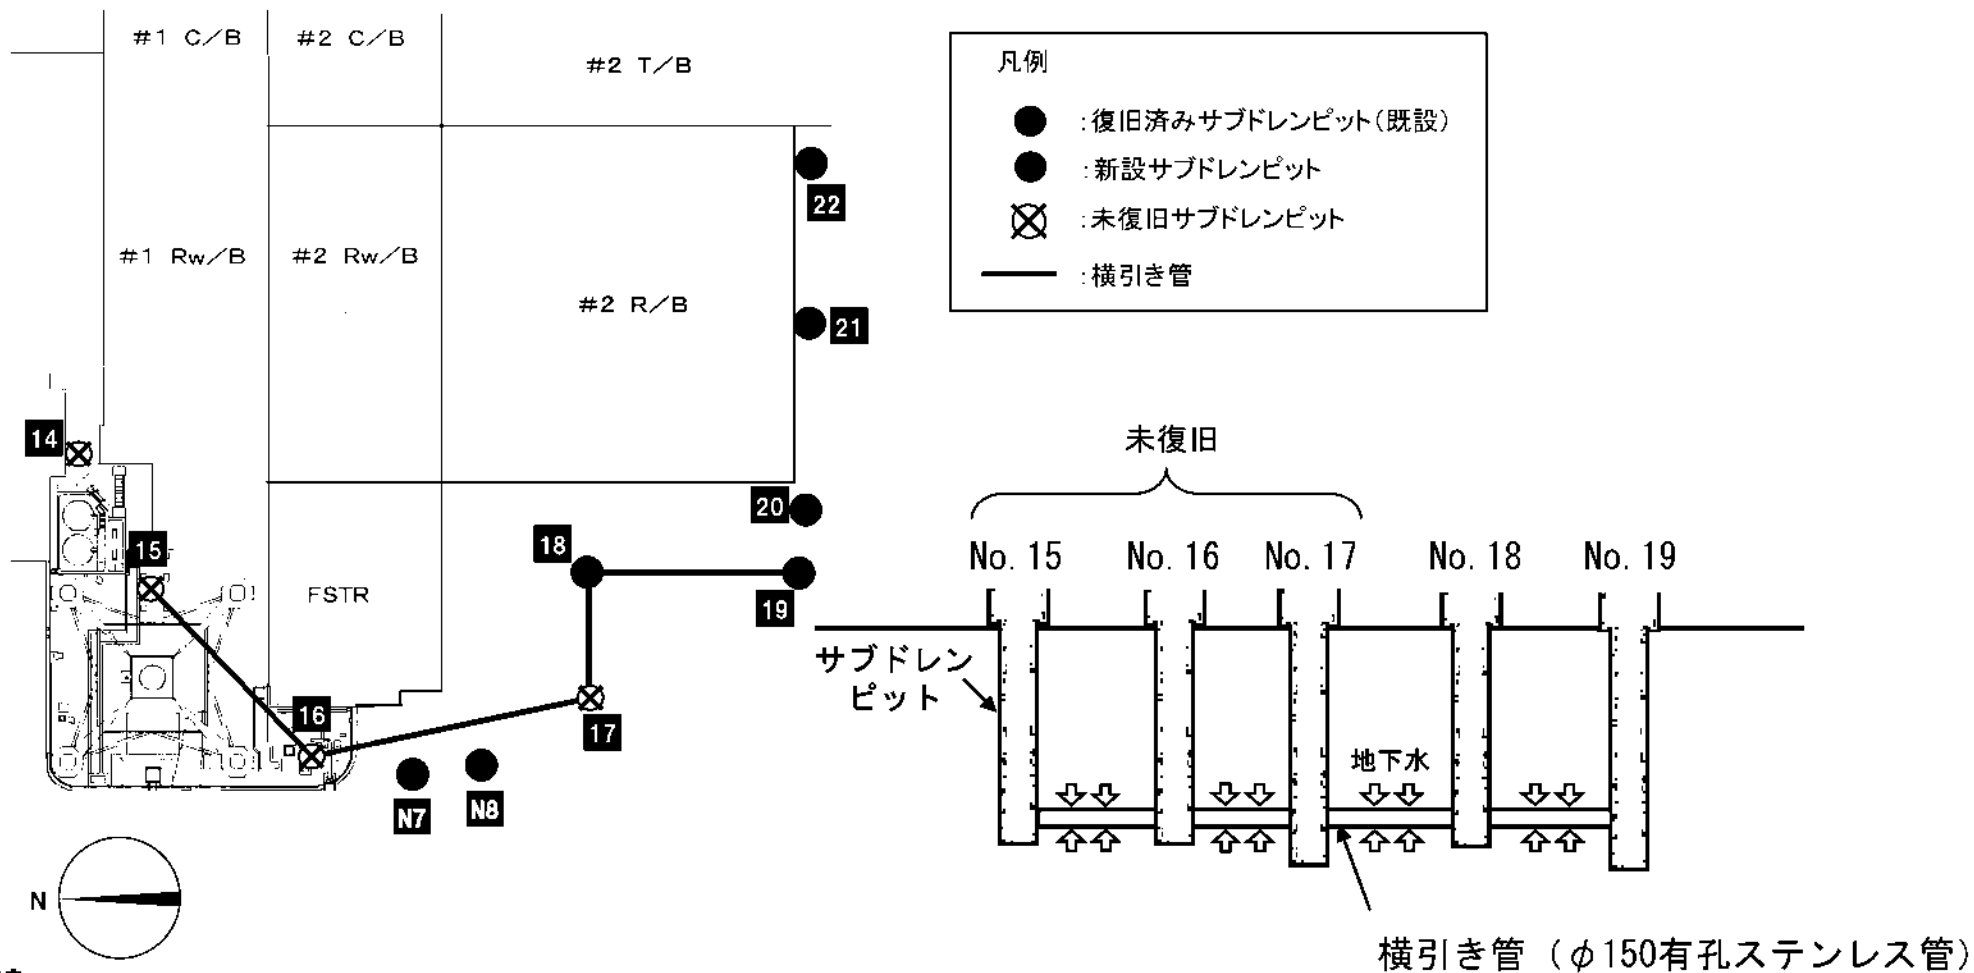 #1 C/B
#2 C/B
#2 T/B
#1 Rw/B
#2 Rw/B
#2 R/B
22
21
14
15
20
18
19
FSTR
16
17
N7
N8
N
凡例
:復旧済みサブドレンピット(既設)
:新設サブドレンピット
:未復旧サブドレンピット
:横引き管
未復旧
No. 15
No. 16
No. 17
No. 18
No. 19
サブドレン
ピット
地下水
横引き管 (φ150有孔ステンレス管)